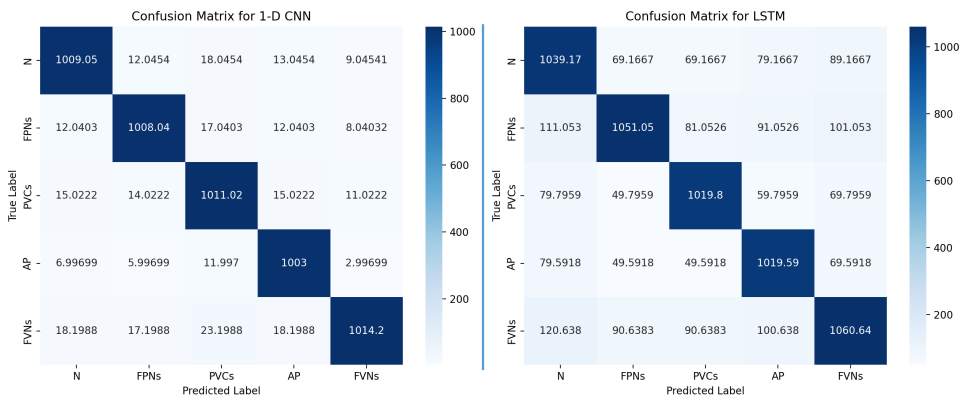 Confusion Matrix for 1-D CNN
True Label
N 1009.05 12.0454 18.0454 13.0454 9.04541
FPNs 12.0403 1008.04 17.0403 12.0403 8.04032
PVCs 15.0222 14.0222 1011.02 15.0222 11.0222
AP 6.99699 5.99699 11.997 1003 2.99699
FVNs 18.1988 17.1988 23.1988 18.1988 1014.2
N FPNs PVCs AP FVNs
Predicted Label
1000
800
600
400
200
Confusion Matrix for LSTM
True Label
N 1039.17 69.1667 69.1667 79.1667 89.1667
FPNs 111.053 1051.05 81.0526 91.0526 101.053
PVCs 79.7959 49.7959 1019.8 59.7959 69.7959
AP 79.5918 49.5918 49.5918 1019.59 69.5918
FVNs 120.638 90.6383 90.6383 100.638 1060.64
N FPNs PVCs AP FVNs
Predicted Label
1000
800
600
400
200